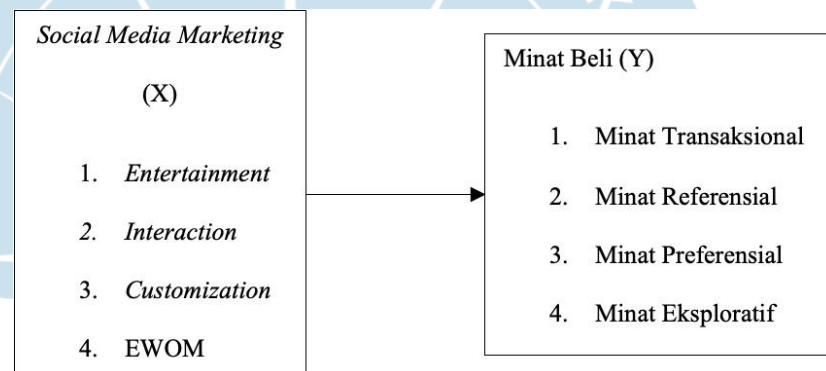 Social Media Marketing
(X)
1. Entertainment
2. Interaction
3. Customization
4. EWOM
Minat Beli (Y)
1. Minat Transaksional
2. Minat Referensial
3. Minat Preferensial
4. Minat Eksploratif